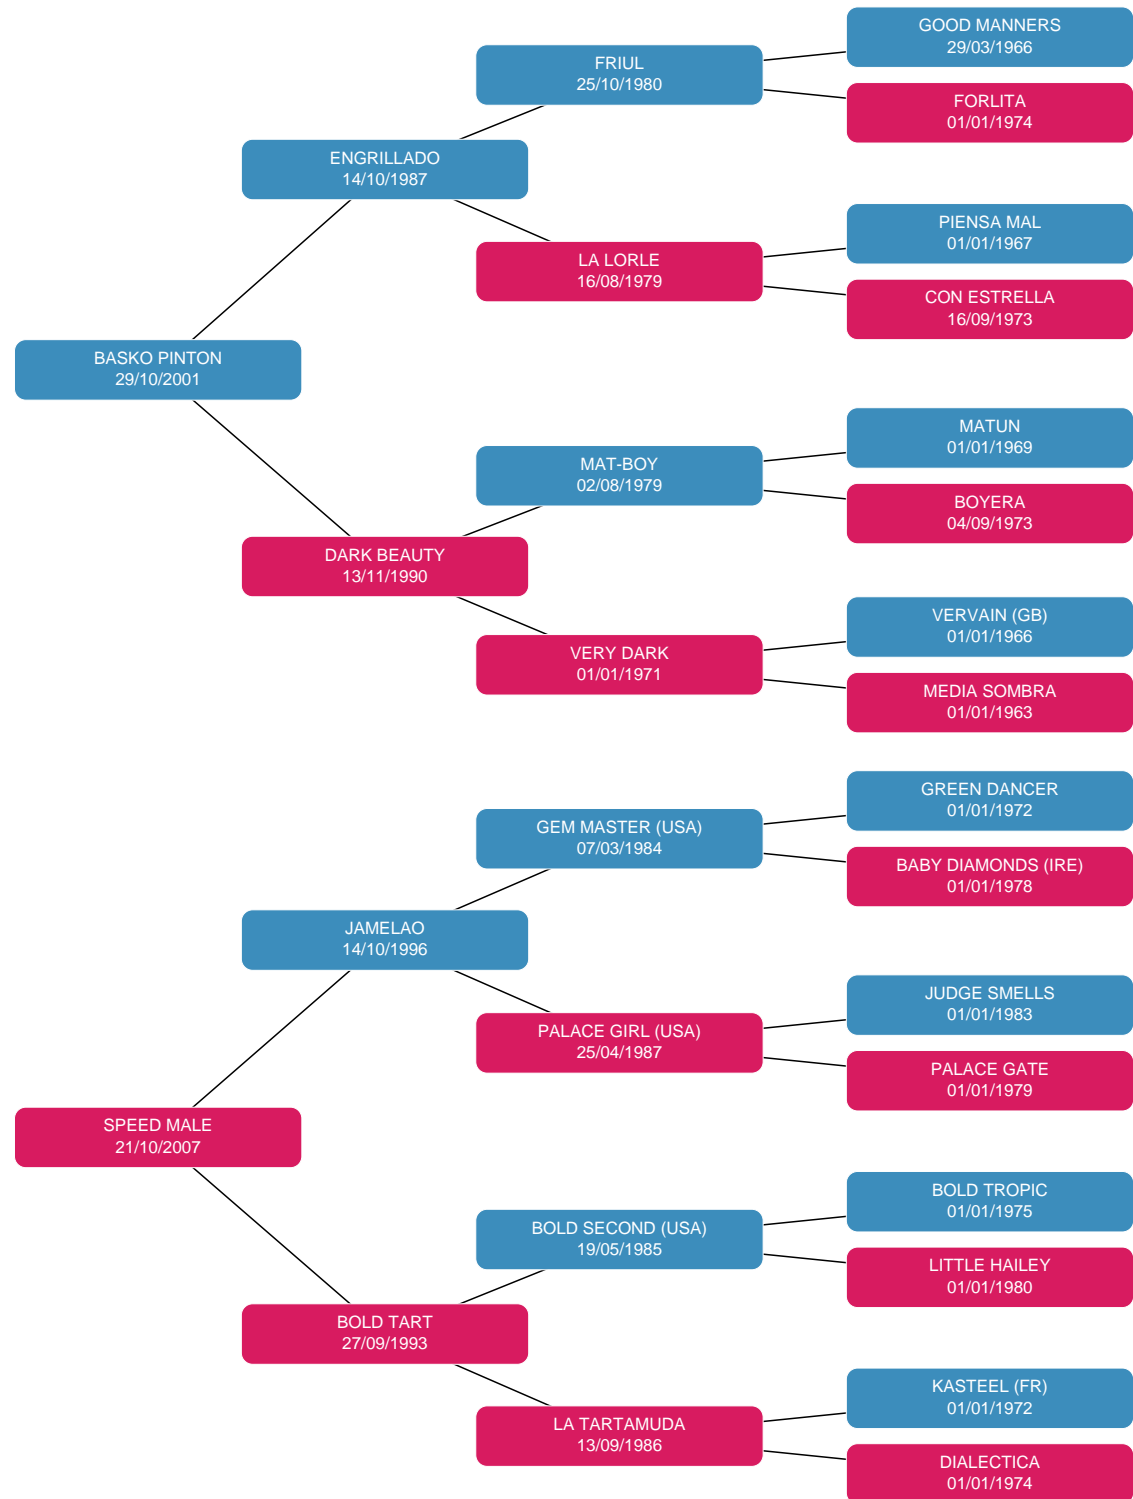 GOOD MANNERS
29/03/1966
FRIUL
25/10/1980
FORLITA
01/01/1974
ENGRILLADO
14/10/1987
PIENSA MAL
01/01/1967
LA LORLE
16/08/1979
CON ESTRELLA
16/09/1973
BASKO PINTON
29/10/2001
MATUN
01/01/1969
MAT-BOY
02/08/1979
BOYERA
04/09/1973
DARK BEAUTY
13/11/1990
VERVAIN (GB)
01/01/1966
VERY DARK
01/01/1971
MEDIA SOMBRA
01/01/1963
GREEN DANCER
01/01/1972
GEM MASTER (USA)
07/03/1984
BABY DIAMONDS (IRE)
01/01/1978
JAMELAO
14/10/1996
JUDGE SMELLS
01/01/1983
PALACE GIRL (USA)
25/04/1987
PALACE GATE
01/01/1979
SPEED MALE
21/10/2007
BOLD TROPIC
01/01/1975
BOLD SECOND (USA)
19/05/1985
LITTLE HAILEY
01/01/1980
BOLD TART
27/09/1993
KASTEEL (FR)
01/01/1972
LA TARTAMUDA
13/09/1986
DIALECTICA
01/01/1974